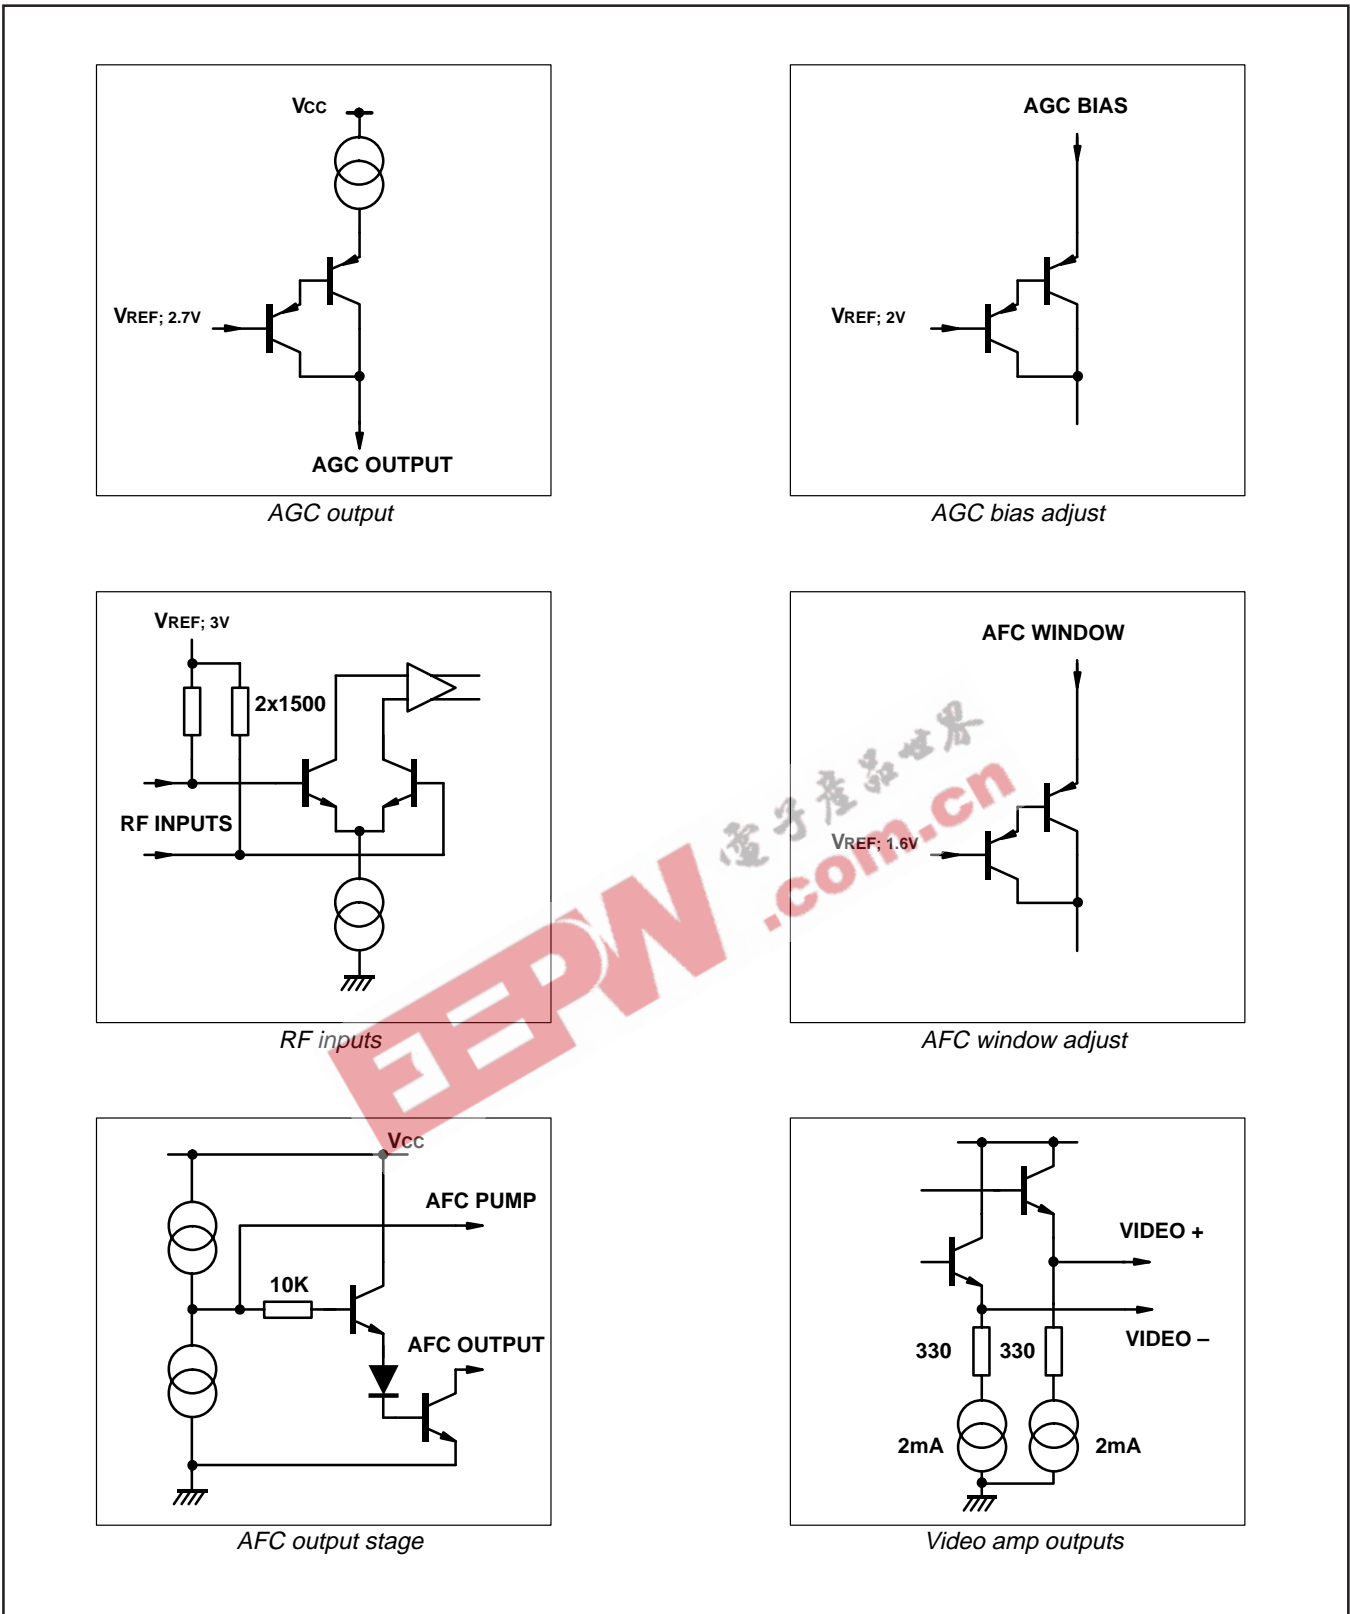 VCC
VREF; 2.7V
AGC OUTPUT
AGC output
AGC BIAS
VREF; 2V
AGC bias adjust
VREF; 3V
2x1500
RF INPUTS
RF inputs
AFC WINDOW
VREF; 1.6V
AFC window adjust
VCC
AFC PUMP
10K
AFC OUTPUT
AFC output stage
VIDEO +
VIDEO –
330 330
2mA 2mA
Video amp outputs
EEPW
電子產品世界
.com.cn